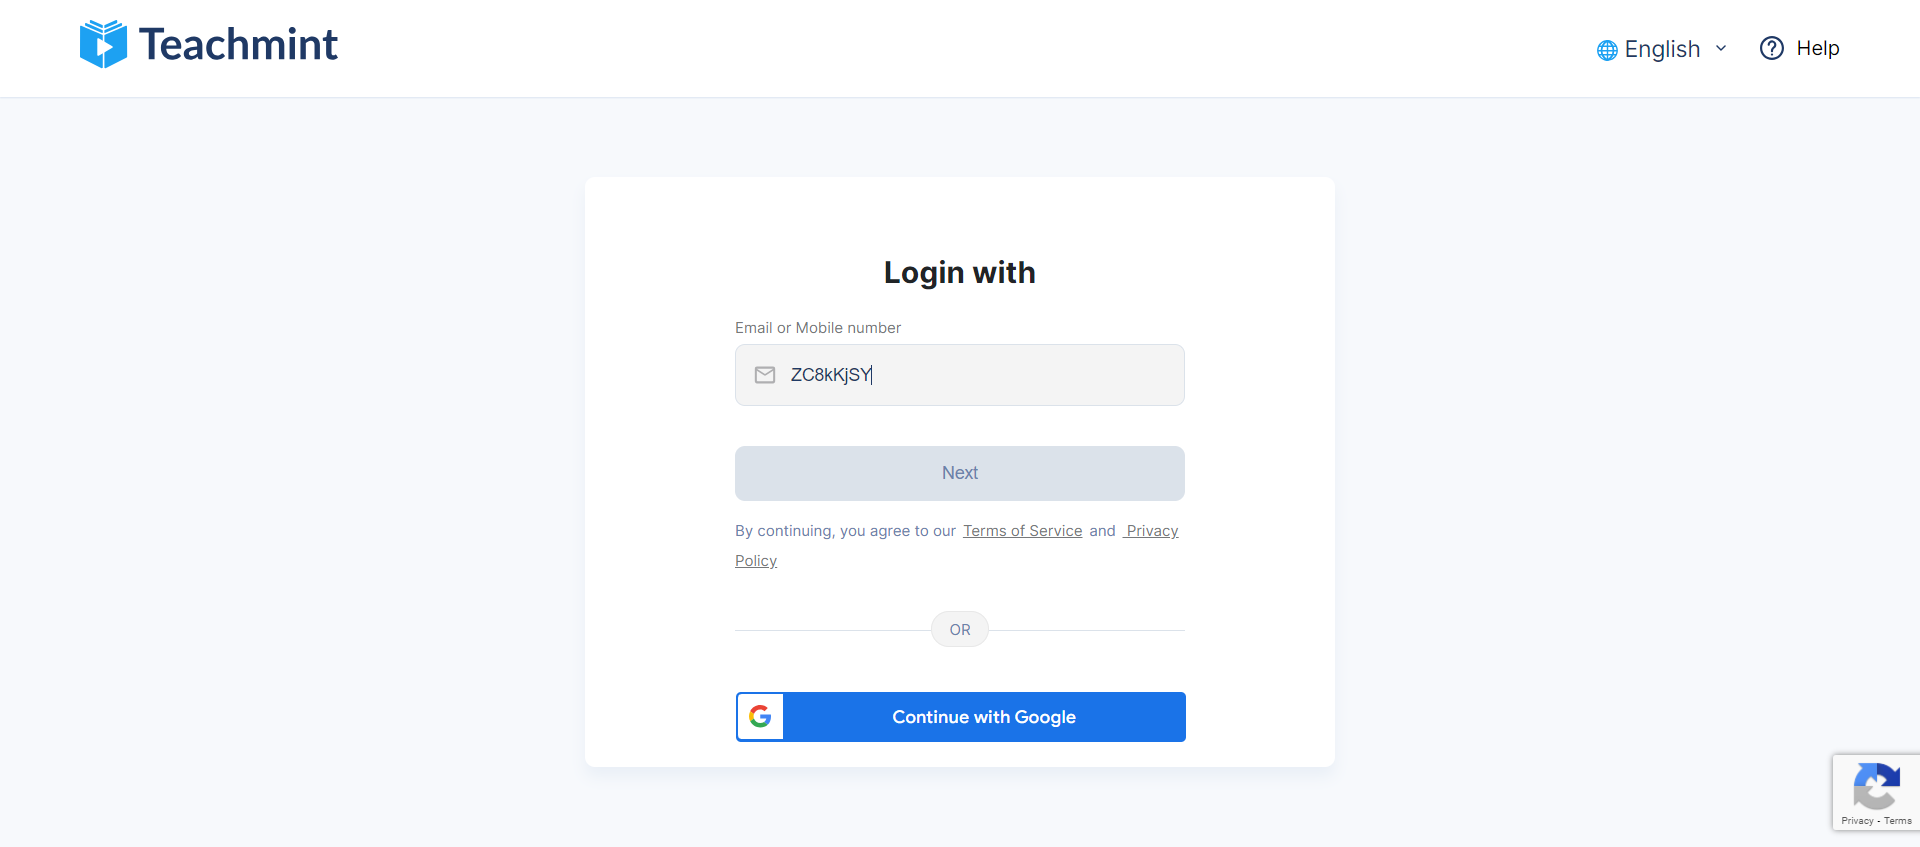 Teachmint
English
Help
Login with
Email or Mobile number
ZC8kKjSY
Next
By continuing, you agree to our Terms of Service and Privacy
Policy
OR
Continue with Google
Privacy - Terms